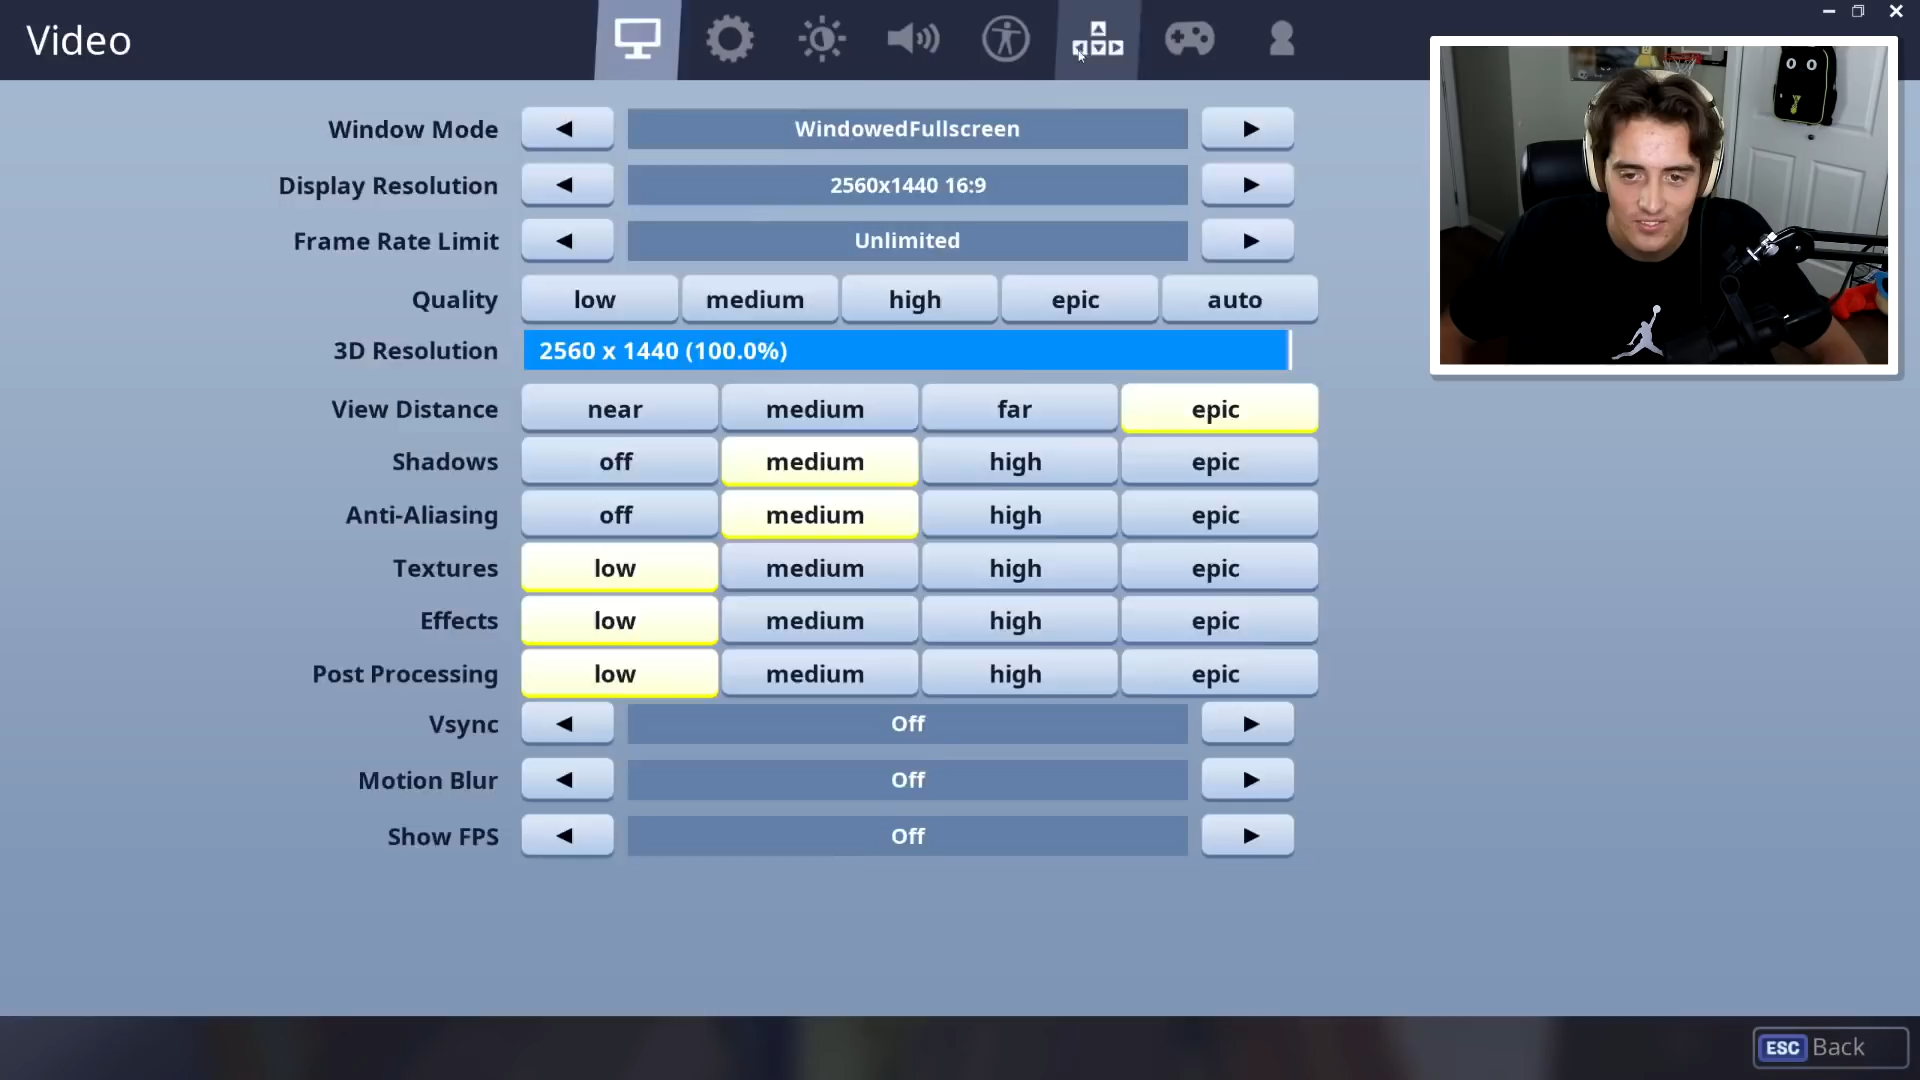 Video
Window Mode ◀ WindowedFullscreen ▶
Display Resolution ◀ 2560x1440 16:9 ▶
Frame Rate Limit ◀ Unlimited ▶
Quality low medium high epic auto
3D Resolution 2560 x 1440 (100.0%)
View Distance near medium far epic
Shadows off medium high epic
Anti-Aliasing off medium high epic
Textures low medium high epic
Effects low medium high epic
Post Processing low medium high epic
Vsync ◀ Off ▶
Motion Blur ◀ Off ▶
Show FPS ◀ Off ▶
ESC Back